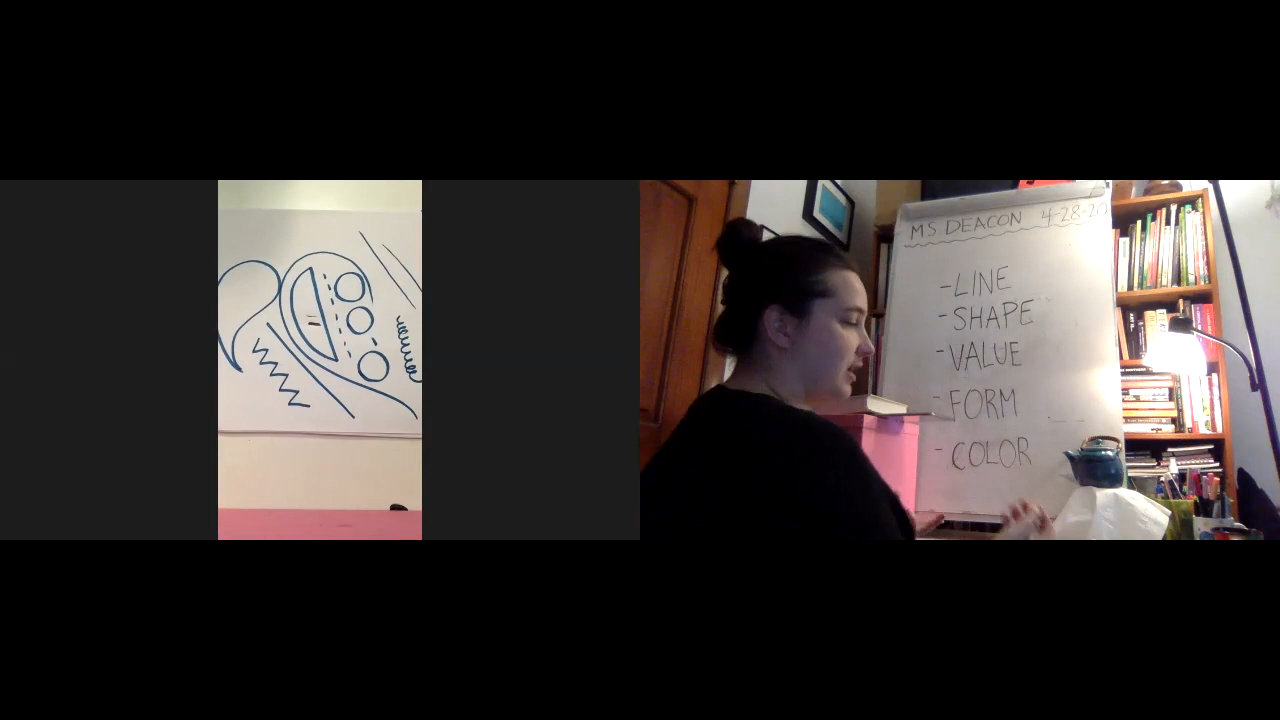 MS DEACON 4-28-20
-LINE
-SHAPE
-VALUE
-FORM
-COLOR